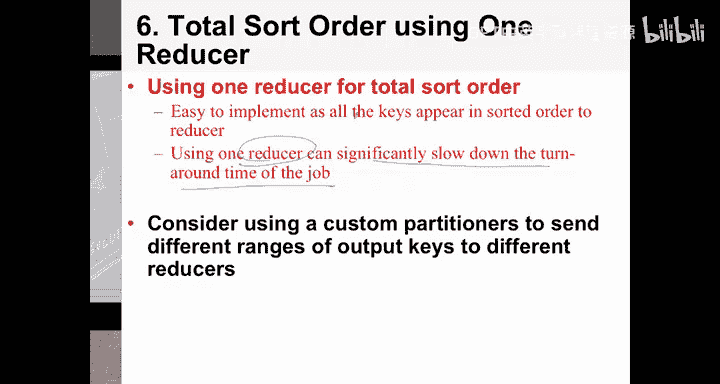 6. Total Sort Order using One
Reducer
bilibili
• Using one reducer for total sort order
– Easy to implement as all the keys appear in sorted order to
reducer
– Using one reducer can significantly slow down the turn-
around time of the job
• Consider using a custom partitioners to send
different ranges of output keys to different
reducers